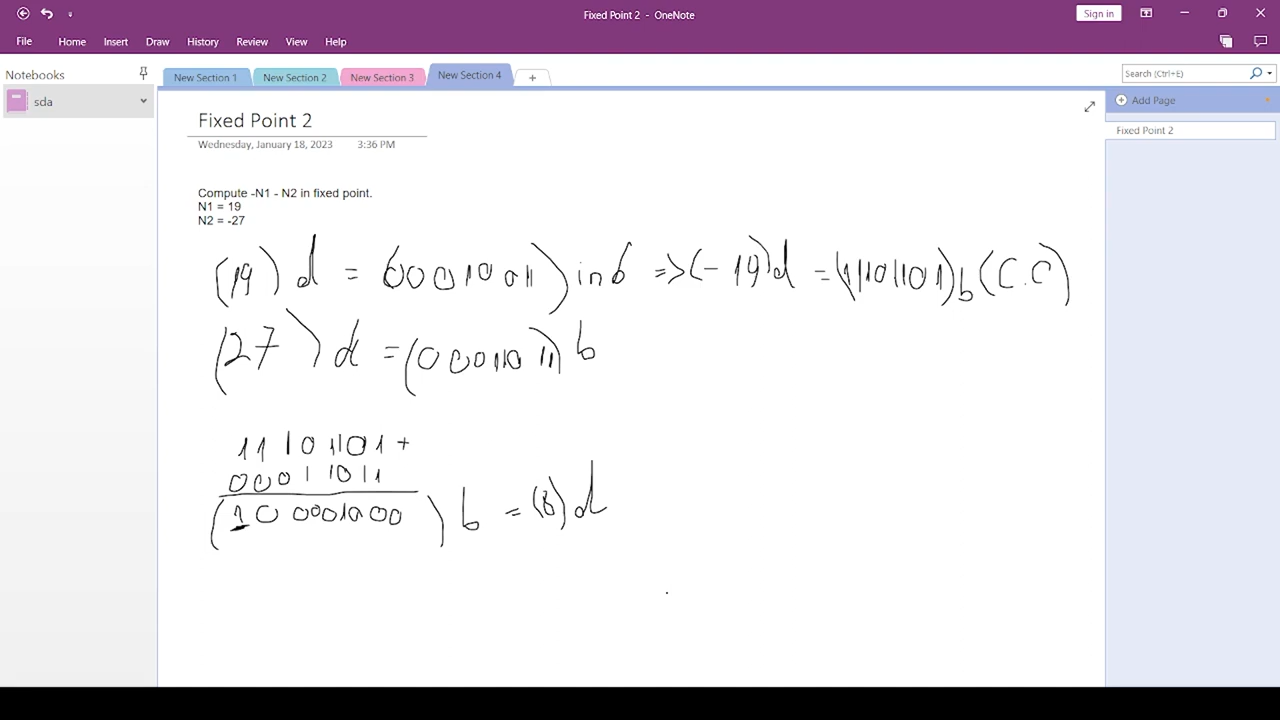 Fixed Point 2 - OneNote
Sign in
File Home Insert Draw History Review View Help
Notebooks
New Section 1
New Section 2
New Section 3
New Section 4
+
Search (Ctrl+E)
sda
Add Page
Fixed Point 2
Fixed Point 2
Wednesday, January 18, 2023 3:36 PM
Compute -N1 - N2 in fixed point.
N1 = 19
N2 = -27
(19)d = 00010011) in b => (-19)d = (11101101)b (C.C)
(27)d = (00011011)b
11101101 +
00011011
(100001000)b = (8)d